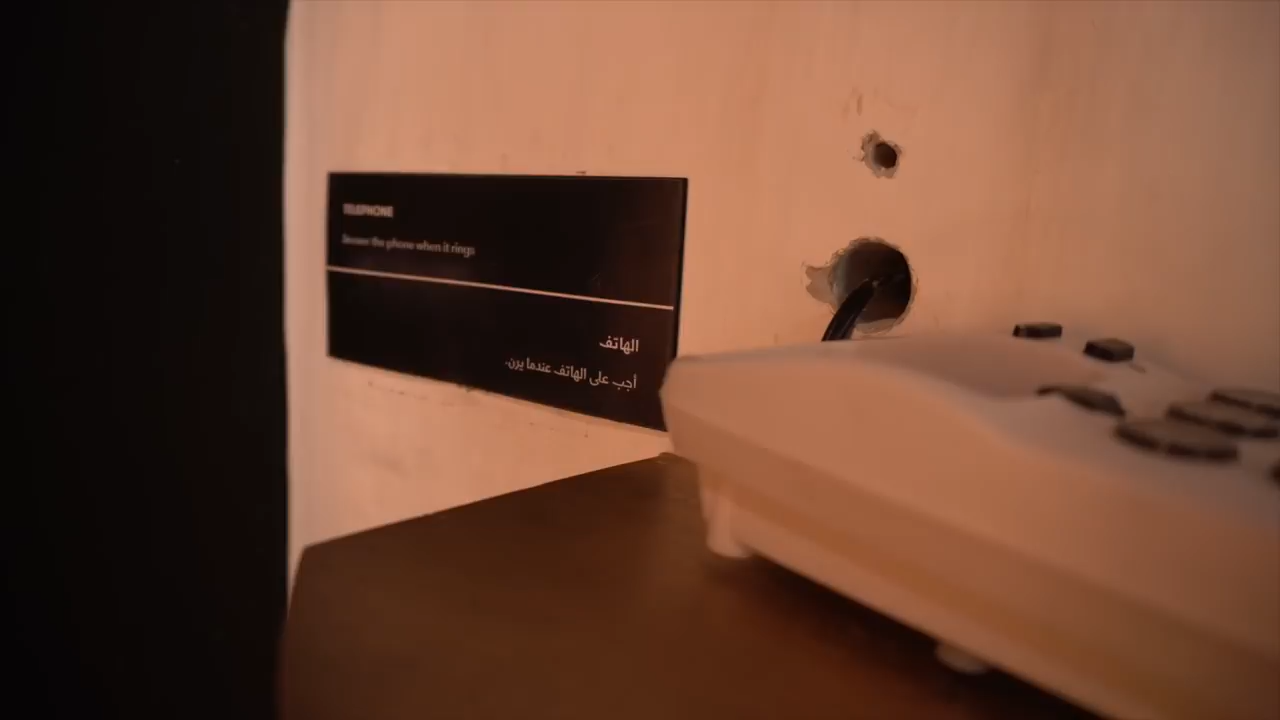 TELEPHONE
Answer the phone when it rings
الهاتف
أجب على الهاتف عندما يرن.